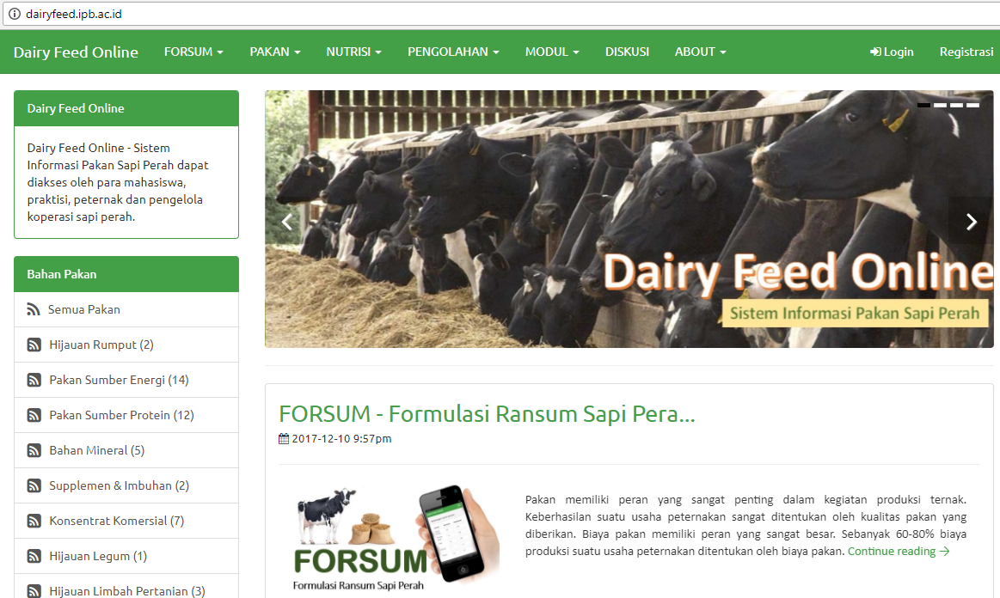 dairyfeed.ipb.ac.id
Dairy Feed Online
FORSUM
PAKAN
NUTRISI
PENGOLAHAN
MODUL
DISKUSI
ABOUT
Login
Registrasi
Dairy Feed Online
Dairy Feed Online - Sistem
Informasi Pakan Sapi Perah dapat
diakses oleh para mahasiswa,
praktisi, peternak dan pengelola
koperasi sapi perah.
Bahan Pakan
Semua Pakan
Hijauan Rumput (2)
Pakan Sumber Energi (14)
Pakan Sumber Protein (12)
Bahan Mineral (5)
Supplemen & Imbuhan (2)
Konsentrat Komersial (7)
Hijauan Legum (1)
Hijauan Limbah Pertanian (3)
Dairy Feed Online
Sistem Informasi Pakan Sapi Perah
FORSUM - Formulasi Ransum Sapi Pera...
2017-12-10 9:57pm
FORSUM
Formulasi Ransum Sapi Perah
Pakan memiliki peran yang sangat penting dalam kegiatan produksi ternak.
Keberhasilan suatu usaha peternakan sangat ditentukan oleh kualitas pakan yang
diberikan. Biaya pakan memiliki peran yang sangat besar. Sebanyak 60-80% biaya
produksi suatu usaha peternakan ditentukan oleh biaya pakan. Continue reading →